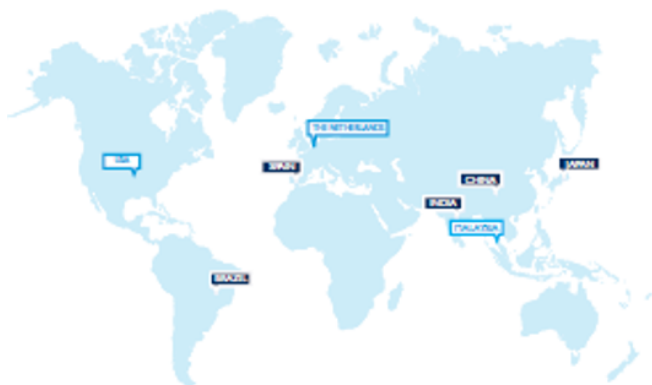 THE NETHERLANDS
USA
SPAIN
JAPAN
CHINA
INDIA
MALAYSIA
BRAZIL